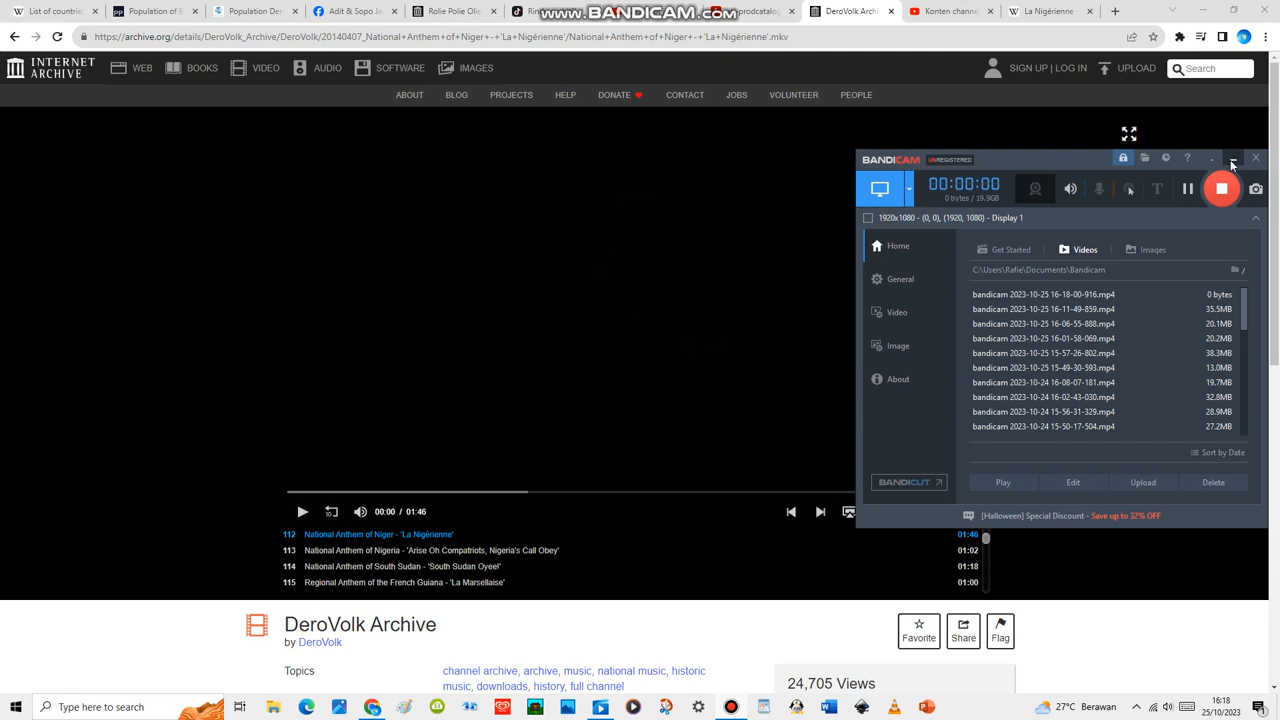 www.BANDICAM.com
List of countries
Population of B
Population Den
Adit & Sopo Ja
Rolie Polie Olie
DeroVolk Archiv
Konten channel
La Nigérienne
https://archive.org/details/DeroVolk_Archive/DeroVolk/20140407_National+Anthem+of+Niger+-+'La+Nigérienne'/National+Anthem+of+Niger+-+'La+Nigérienne'.mkv
INTERNET ARCHIVE
WEB BOOKS VIDEO AUDIO SOFTWARE IMAGES
SIGN UP | LOG IN UPLOAD Search
ABOUT BLOG PROJECTS HELP DONATE CONTACT JOBS VOLUNTEER PEOPLE
BANDICAM UNREGISTERED
00:00:00
0 bytes / 19.9GB
1920x1080 - (0, 0), (1920, 1080) - Display 1
Home
General
Video
Image
About
BANDICUT
Get Started Videos Images
C:\Users\Rafie\Documents\Bandicam
bandicam 2023-10-25 16-18-00-916.mp4 0 bytes
bandicam 2023-10-25 16-11-49-859.mp4 35.5MB
bandicam 2023-10-25 16-06-55-888.mp4 20.1MB
bandicam 2023-10-25 16-01-58-069.mp4 20.2MB
bandicam 2023-10-25 15-57-26-802.mp4 38.3MB
bandicam 2023-10-25 15-49-30-593.mp4 13.0MB
bandicam 2023-10-24 16-08-07-181.mp4 19.7MB
bandicam 2023-10-24 16-02-43-030.mp4 32.8MB
bandicam 2023-10-24 15-56-31-329.mp4 28.9MB
bandicam 2023-10-24 15-50-17-504.mp4 27.2MB
Sort by Date
Play Edit Upload Delete
[Halloween] Special Discount - Save up to 32% OFF
10 00:00 / 01:46
112 National Anthem of Niger - 'La Nigérienne' 01:46
113 National Anthem of Nigeria - 'Arise Oh Compatriots, Nigeria's Call Obey' 01:02
114 National Anthem of South Sudan - 'South Sudan Oyee!' 01:18
115 Regional Anthem of the French Guiana - 'La Marsellaise' 01:00
DeroVolk Archive
by DeroVolk
Favorite Share Flag
Topics
channel archive, archive, music, national music, historic
music, downloads, history, full channel
24,705 Views
Type here to search
27°C Berawan
16:18
25/10/2023